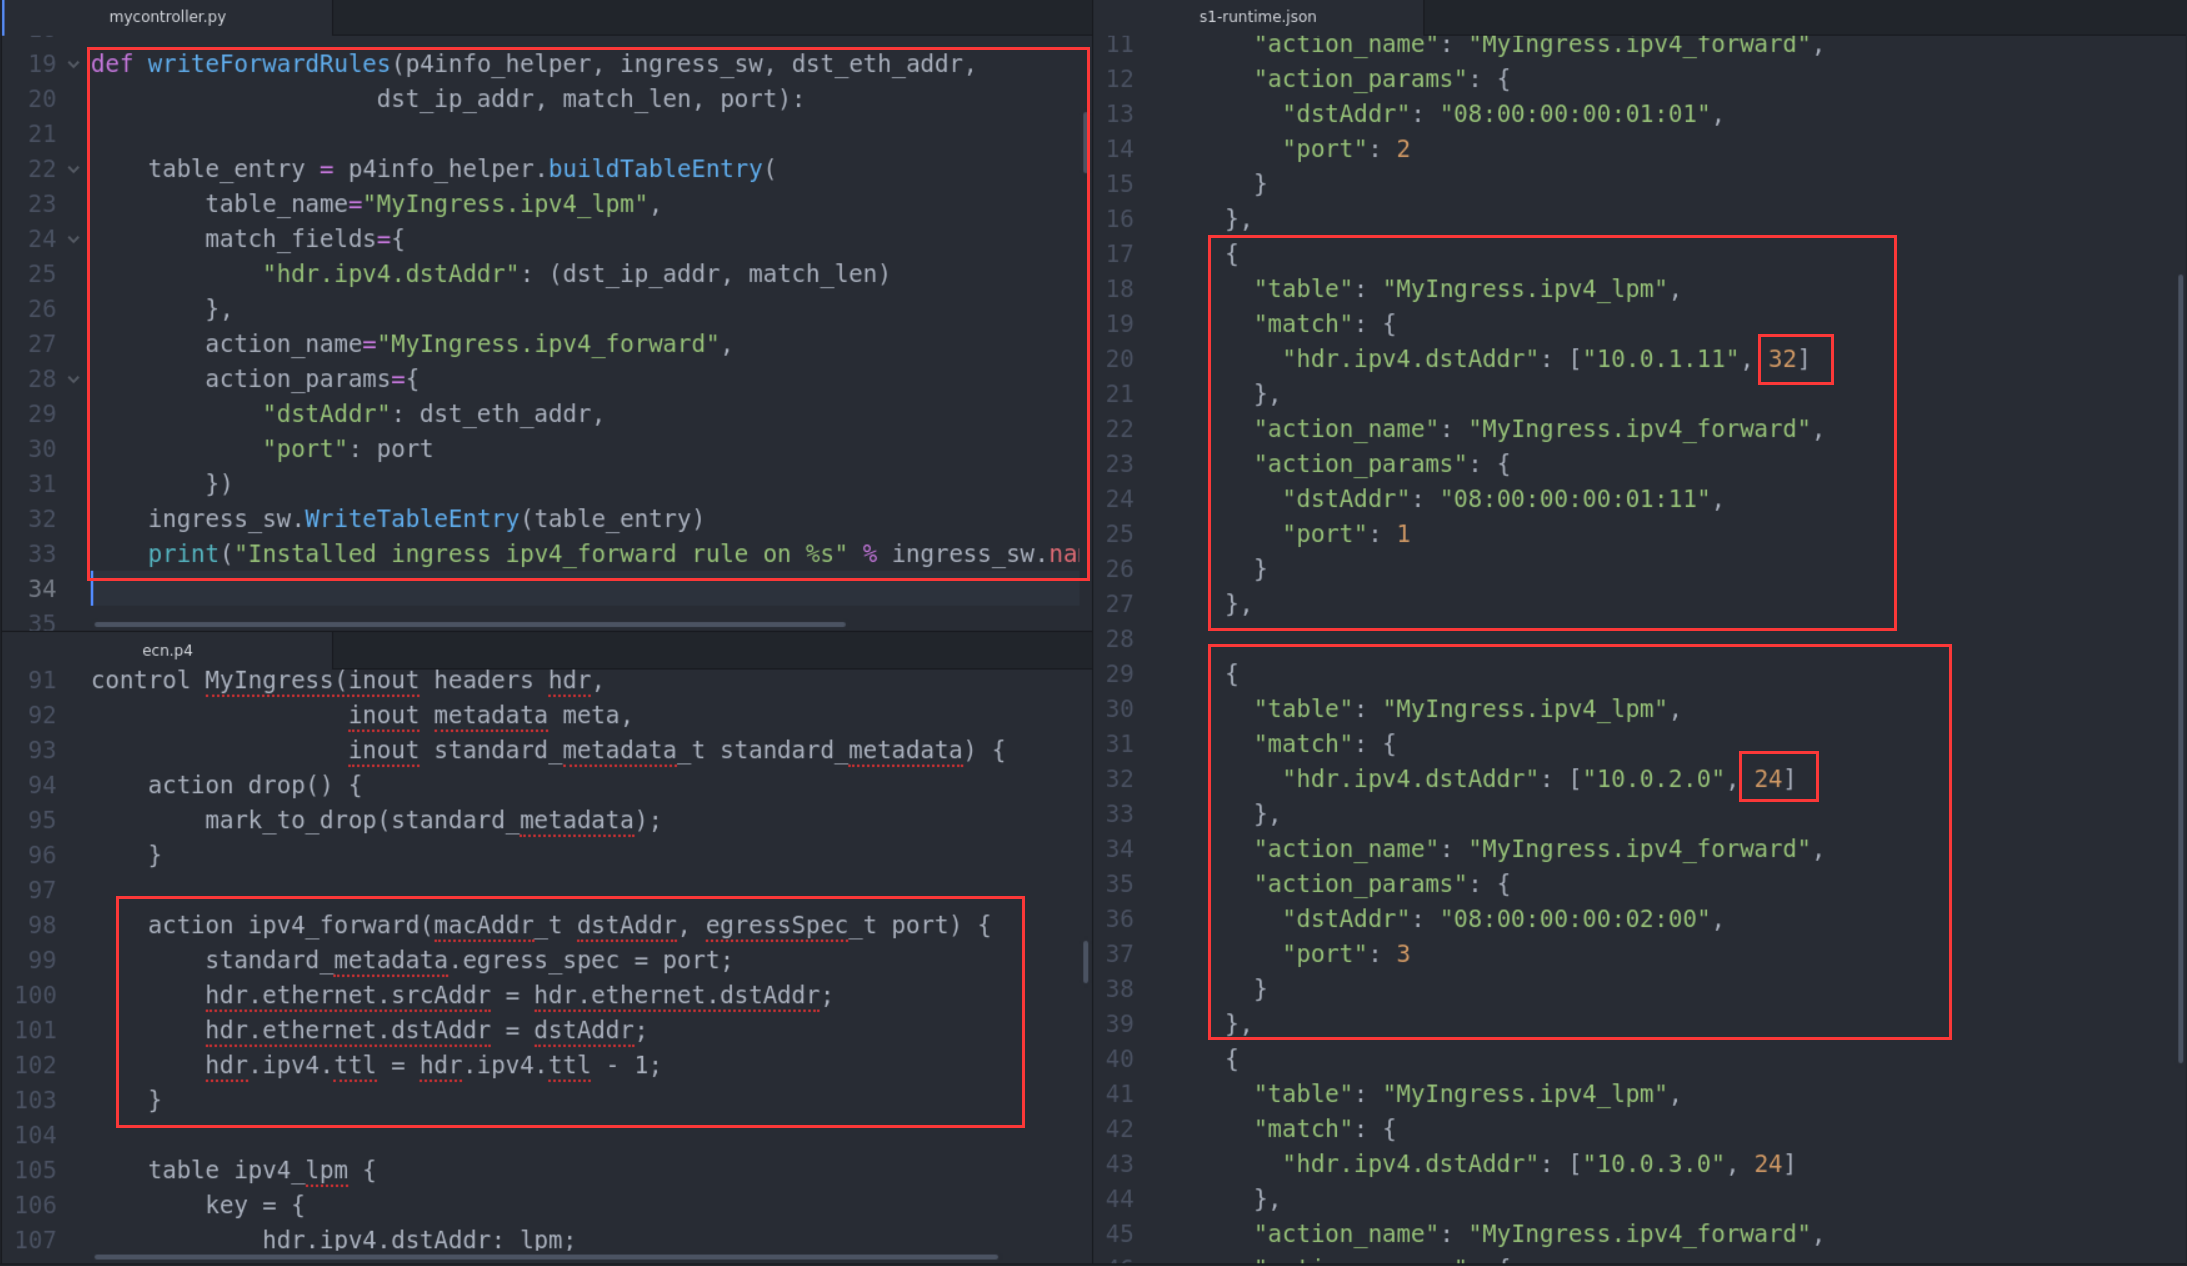 mycontroller.py
19 def writeForwardRules(p4info_helper, ingress_sw, dst_eth_addr,
20                     dst_ip_addr, match_len, port):
21
22     table_entry = p4info_helper.buildTableEntry(
23         table_name="MyIngress.ipv4_lpm",
24         match_fields={
25             "hdr.ipv4.dstAddr": (dst_ip_addr, match_len)
26         },
27         action_name="MyIngress.ipv4_forward",
28         action_params={
29             "dstAddr": dst_eth_addr,
30             "port": port
31         })
32     ingress_sw.WriteTableEntry(table_entry)
33     print("Installed ingress ipv4_forward rule on %s" % ingress_sw.na
34
35
ecn.p4
91 control MyIngress(inout headers hdr,
92                   inout metadata meta,
93                   inout standard_metadata_t standard_metadata) {
94     action drop() {
95         mark_to_drop(standard_metadata);
96     }
97
98     action ipv4_forward(macAddr_t dstAddr, egressSpec_t port) {
99         standard_metadata.egress_spec = port;
100         hdr.ethernet.srcAddr = hdr.ethernet.dstAddr;
101         hdr.ethernet.dstAddr = dstAddr;
102         hdr.ipv4.ttl = hdr.ipv4.ttl - 1;
103     }
104
105     table ipv4_lpm {
106         key = {
107             hdr.ipv4.dstAddr: lpm;
s1-runtime.json
11       "action_name": "MyIngress.ipv4_forward",
12       "action_params": {
13         "dstAddr": "08:00:00:00:01:01",
14         "port": 2
15       }
16     },
17     {
18       "table": "MyIngress.ipv4_lpm",
19       "match": {
20         "hdr.ipv4.dstAddr": ["10.0.1.11", 32]
21       },
22       "action_name": "MyIngress.ipv4_forward",
23       "action_params": {
24         "dstAddr": "08:00:00:00:01:11",
25         "port": 1
26       }
27     },
28
29     {
30       "table": "MyIngress.ipv4_lpm",
31       "match": {
32         "hdr.ipv4.dstAddr": ["10.0.2.0", 24]
33       },
34       "action_name": "MyIngress.ipv4_forward",
35       "action_params": {
36         "dstAddr": "08:00:00:00:02:00",
37         "port": 3
38       }
39     },
40     {
41       "table": "MyIngress.ipv4_lpm",
42       "match": {
43         "hdr.ipv4.dstAddr": ["10.0.3.0", 24]
44       },
45       "action_name": "MyIngress.ipv4_forward",